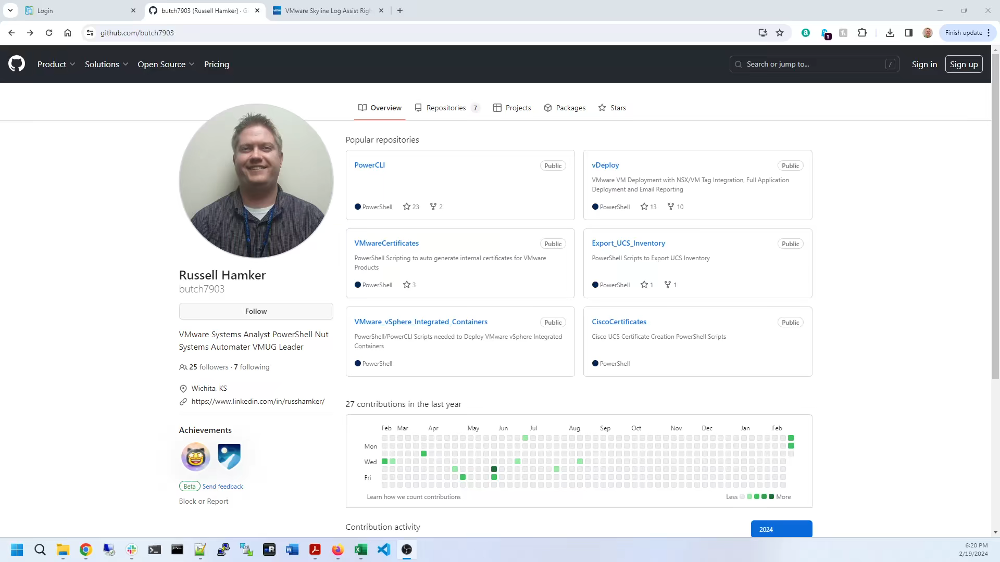 Login
butch7903 (Russell Hamker) · G
VMware Skyline Log Assist Righ
github.com/butch7903
1
Finish update
Product
Solutions
Open Source
Pricing
Search or jump to...
/
Sign in
Sign up
Overview
Repositories 7
Projects
Packages
Stars
Russell Hamker
butch7903
Follow
VMware Systems Analyst PowerShell Nut
Systems Automater VMUG Leader
25 followers · 7 following
Wichita, KS
https://www.linkedin.com/in/russhamker/
Achievements
Beta Send feedback
Block or Report
Popular repositories
PowerCLI
Public
PowerShell 23 2
vDeploy
Public
VMware VM Deployment with NSX/VM Tag Integration, Full Application
Deployment and Email Reporting
PowerShell 13 10
VMwareCertificates
Public
PowerShell Scripting to auto generate internal certificates for VMware
Products
PowerShell 3
Export_UCS_Inventory
Public
PowerShell Scripts to Export UCS Inventory
PowerShell 1 1
VMware_vSphere_Integrated_Containers
Public
PowerShell/PowerCLI Scripts needed to Deploy VMware vSphere Integrated
Containers
PowerShell
CiscoCertificates
Public
Cisco UCS Certificate Creation PowerShell Scripts
PowerShell
27 contributions in the last year
Feb Mar Apr May Jun Jul Aug Sep Oct Nov Dec Jan Feb
Mon
Wed
Fri
Learn how we count contributions
Less More
Contribution activity
2024
6:20 PM
2/19/2024